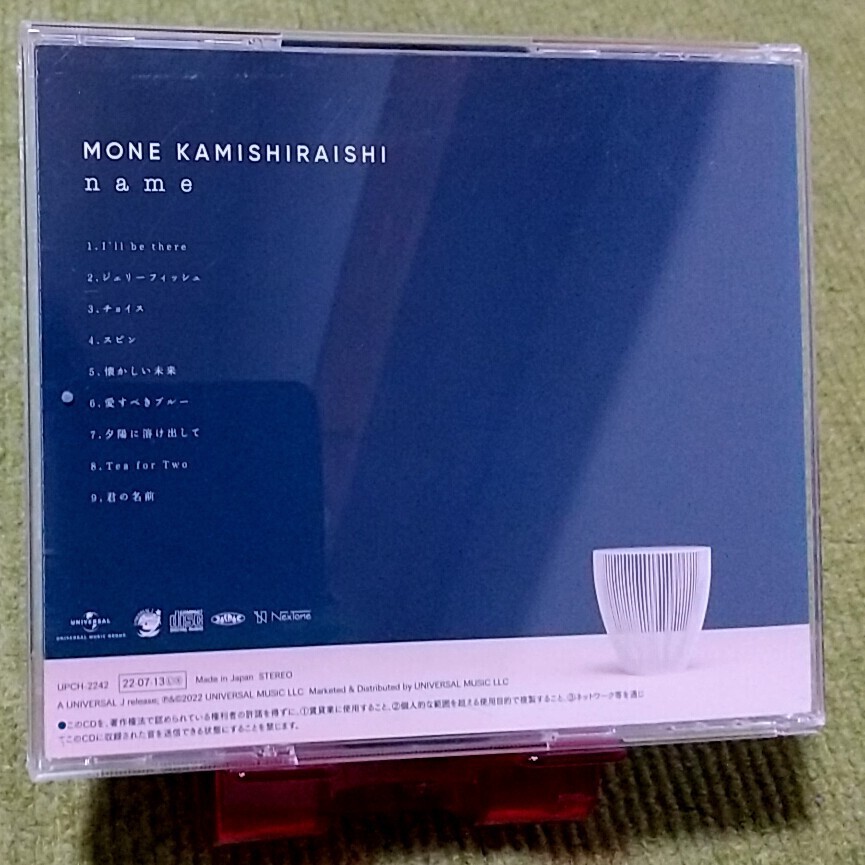 MONE KAMISHIRAISHI
name
1.I'll be there
2.ジェリーフィッシュ
3.チョイス
4.スピン
5.懐かしい未来
6.愛すべきブルー
7.夕陽に溶け出して
8.Tea for Two
9.君の名前
UNIVERSAL
UNIVERSAL MUSIC GROUP
COMPACT disc DIGITAL AUDIO
JASRAC
NexTone
UPCH-2242 22·07·13 Made in Japan STEREO
A UNIVERSAL J release; ℗&©2022 UNIVERSAL MUSIC LLC Marketed & Distributed by UNIVERSAL MUSIC LLC
●このCDを、著作権法で認められている権利者の許諾を得ずに、①賃貸業に使用すること、②個人的な範囲を超える使用目的で複製すること、③ネットワーク等を通じ
てこのCDに収録された音を送信できる状態にすることを禁じます。